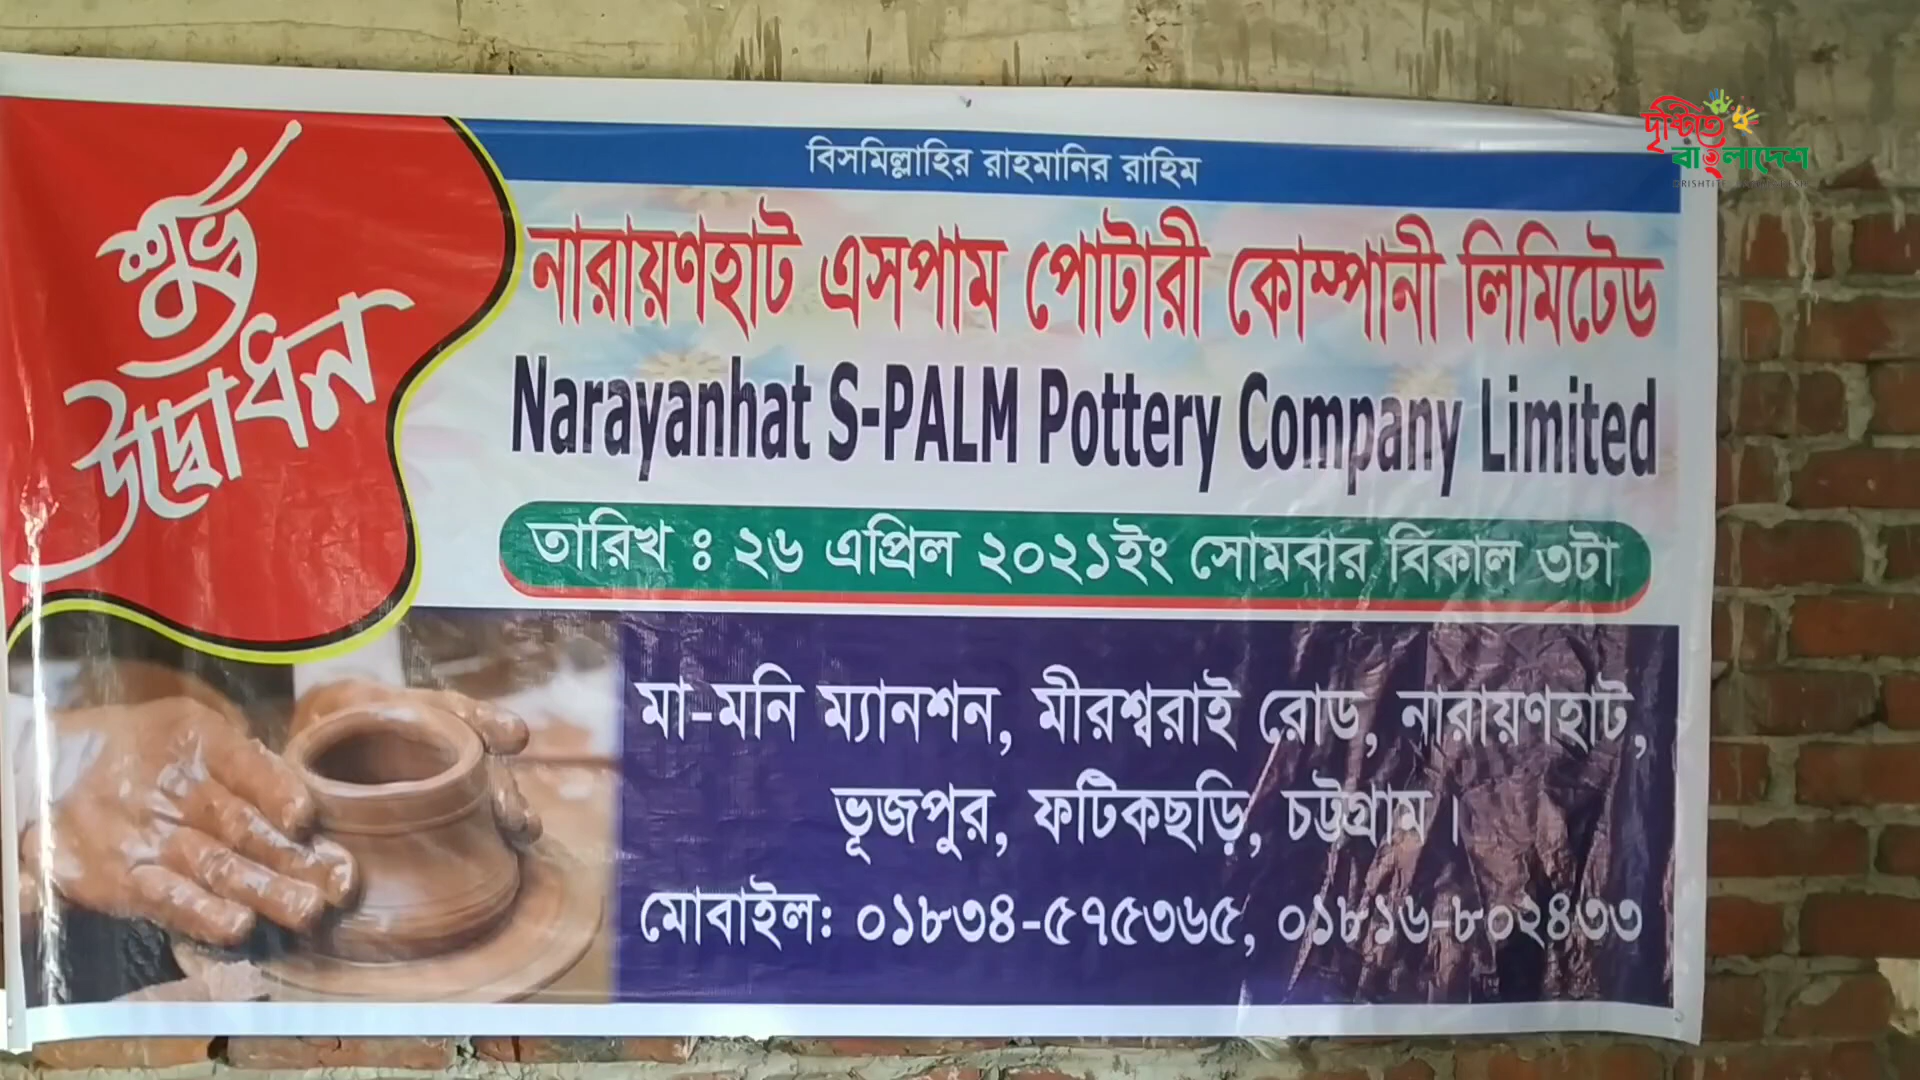 দৃষ্টিতে
বাংলাদেশ
শুভ
উদ্বোধন
বিসমিল্লাহির রাহমানির রাহিম
নারায়ণহাট এসপাম পোটারী কোম্পানী লিমিটেড
Narayanhat S-PALM Pottery Company Limited
তারিখ ঃ ২৬ এপ্রিল ২০২১ইং সোমবার বিকাল ৩টা
মা-মনি ম্যানশন, মীরশ্বরাই রোড, নারায়ণহাট,
ভূজপুর, ফটিকছড়ি, চট্টগ্রাম।
মোবাইল: ০১৮৩৪-৫৭৫৩৬৫, ০১৮১৬-৮০২৪৩৩